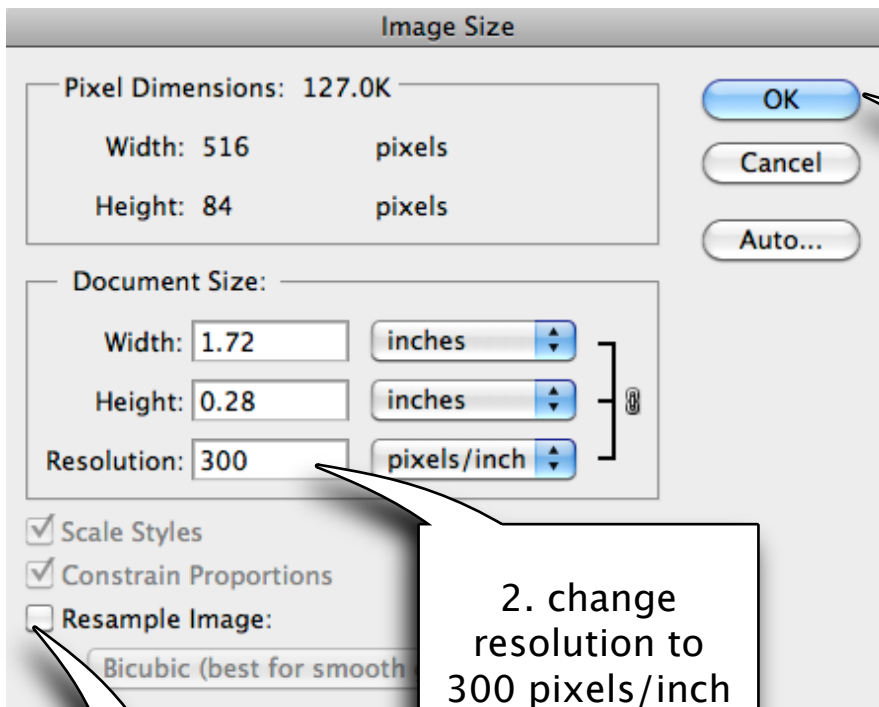 Image Size
Pixel Dimensions: 127.0K
Width: 516 pixels
Height: 84 pixels
OK
Cancel
Auto...
Document Size:
Width: 1.72 inches
Height: 0.28 inches
Resolution: 300 pixels/inch
Scale Styles
Constrain Proportions
Resample Image:
Bicubic (best for smooth
2. change
resolution to
300 pixels/inch